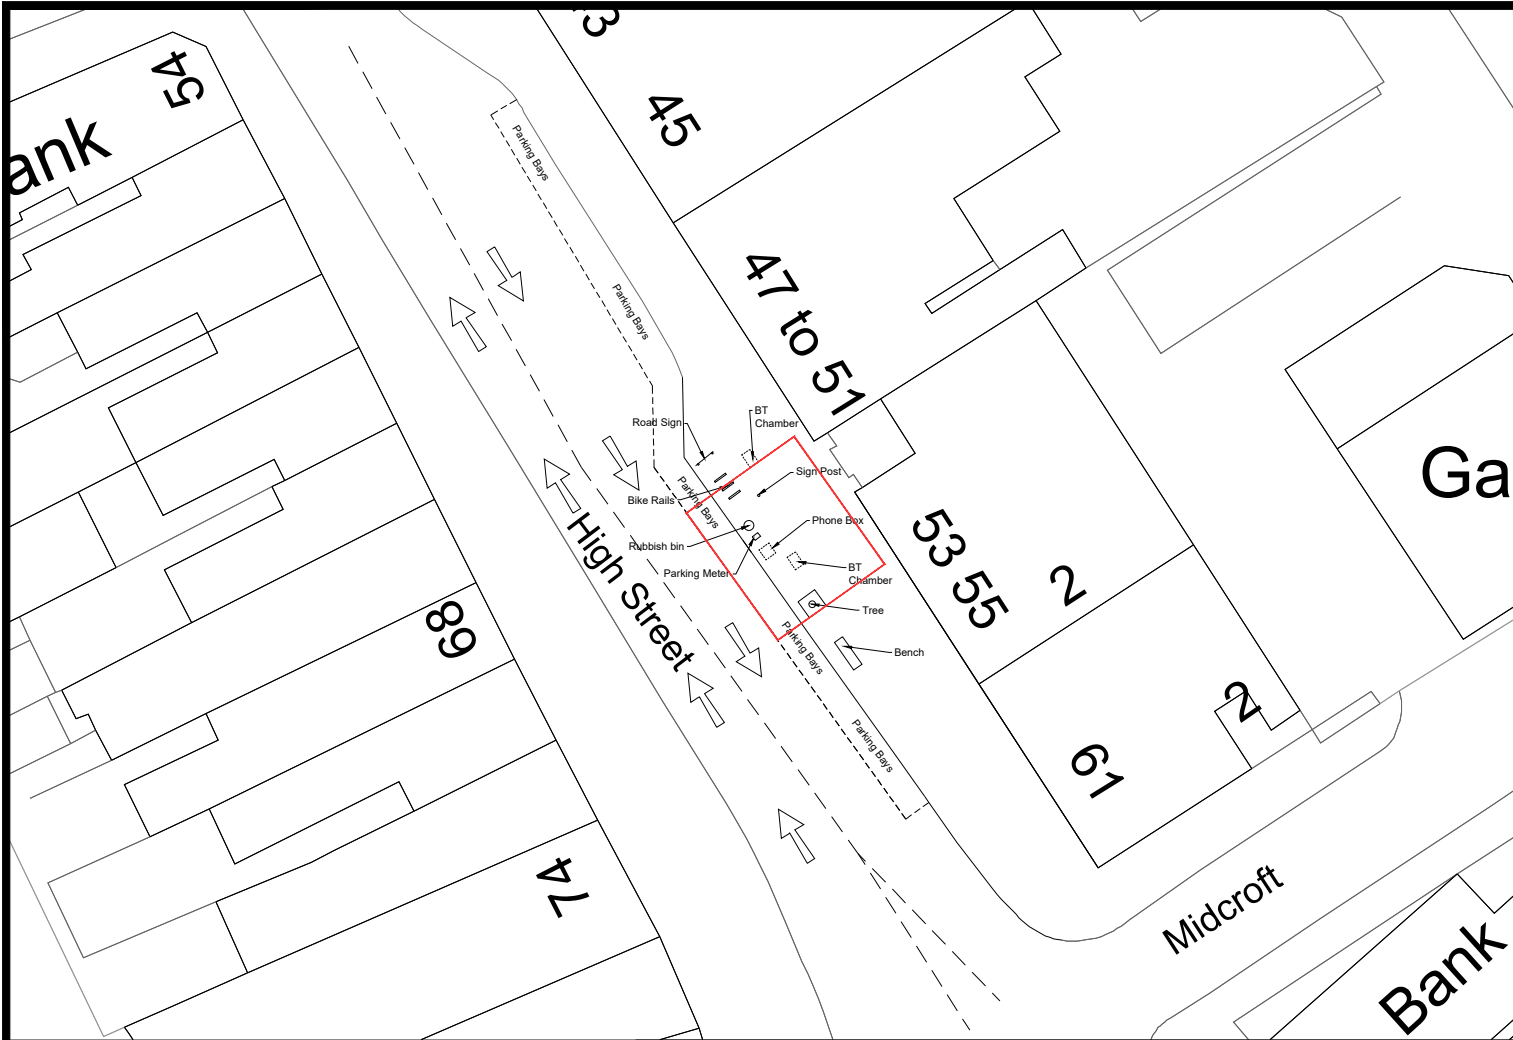 54
ank
45
Parking Bays
47 to 51
Parking Bays
BT
Chamber
Road Sign
Sign Post
Parking Bays
Bike Rails
Phone Box
Rubbish bin
Parking Meter
BT
Chamber
High Street
53 55
2
Tree
Parking Bays
Bench
Ga
89
2
Parking Bays
61
74
Midcroft
Bank